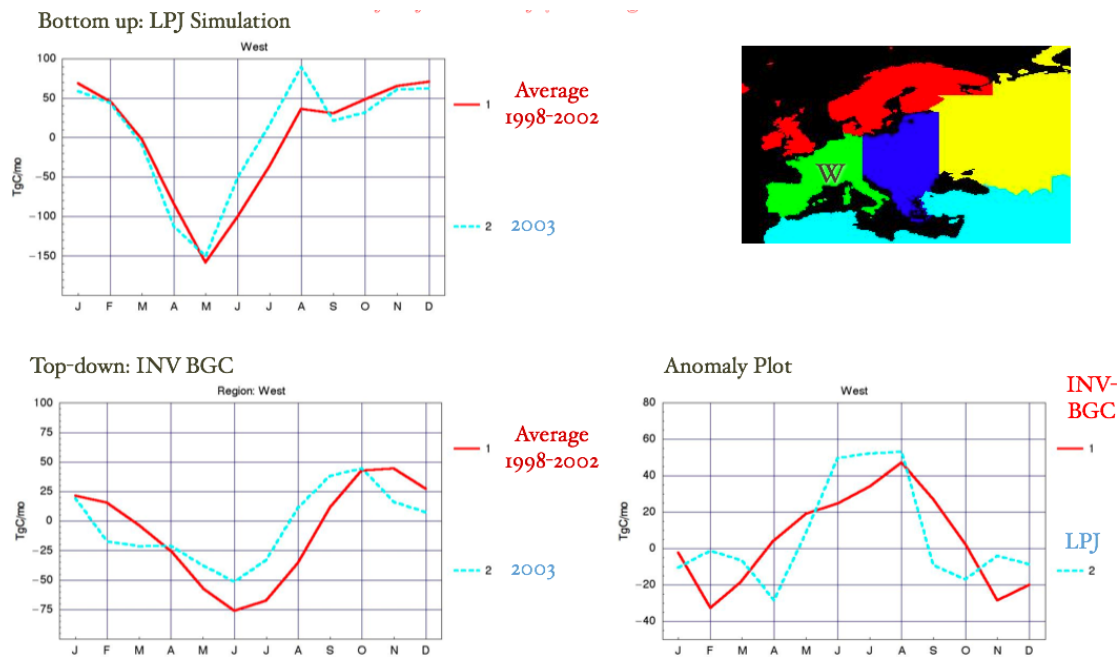 Bottom up: LPJ Simulation
West
100
50
0
−50
−100
−150
TgC/mo
J F M A M J J A S O N D
1
Average
1998-2002
2
2003
W
Top-down: INV BGC
Region: West
100
75
50
25
0
−25
−50
−75
TgC/mo
J F M A M J J A S O N D
1
Average
1998-2002
2
2003
Anomaly Plot
West
80
60
40
20
0
−20
−40
TgC/mo
J F M A M J J A S O N D
INV-
BGC
1
LPJ
2